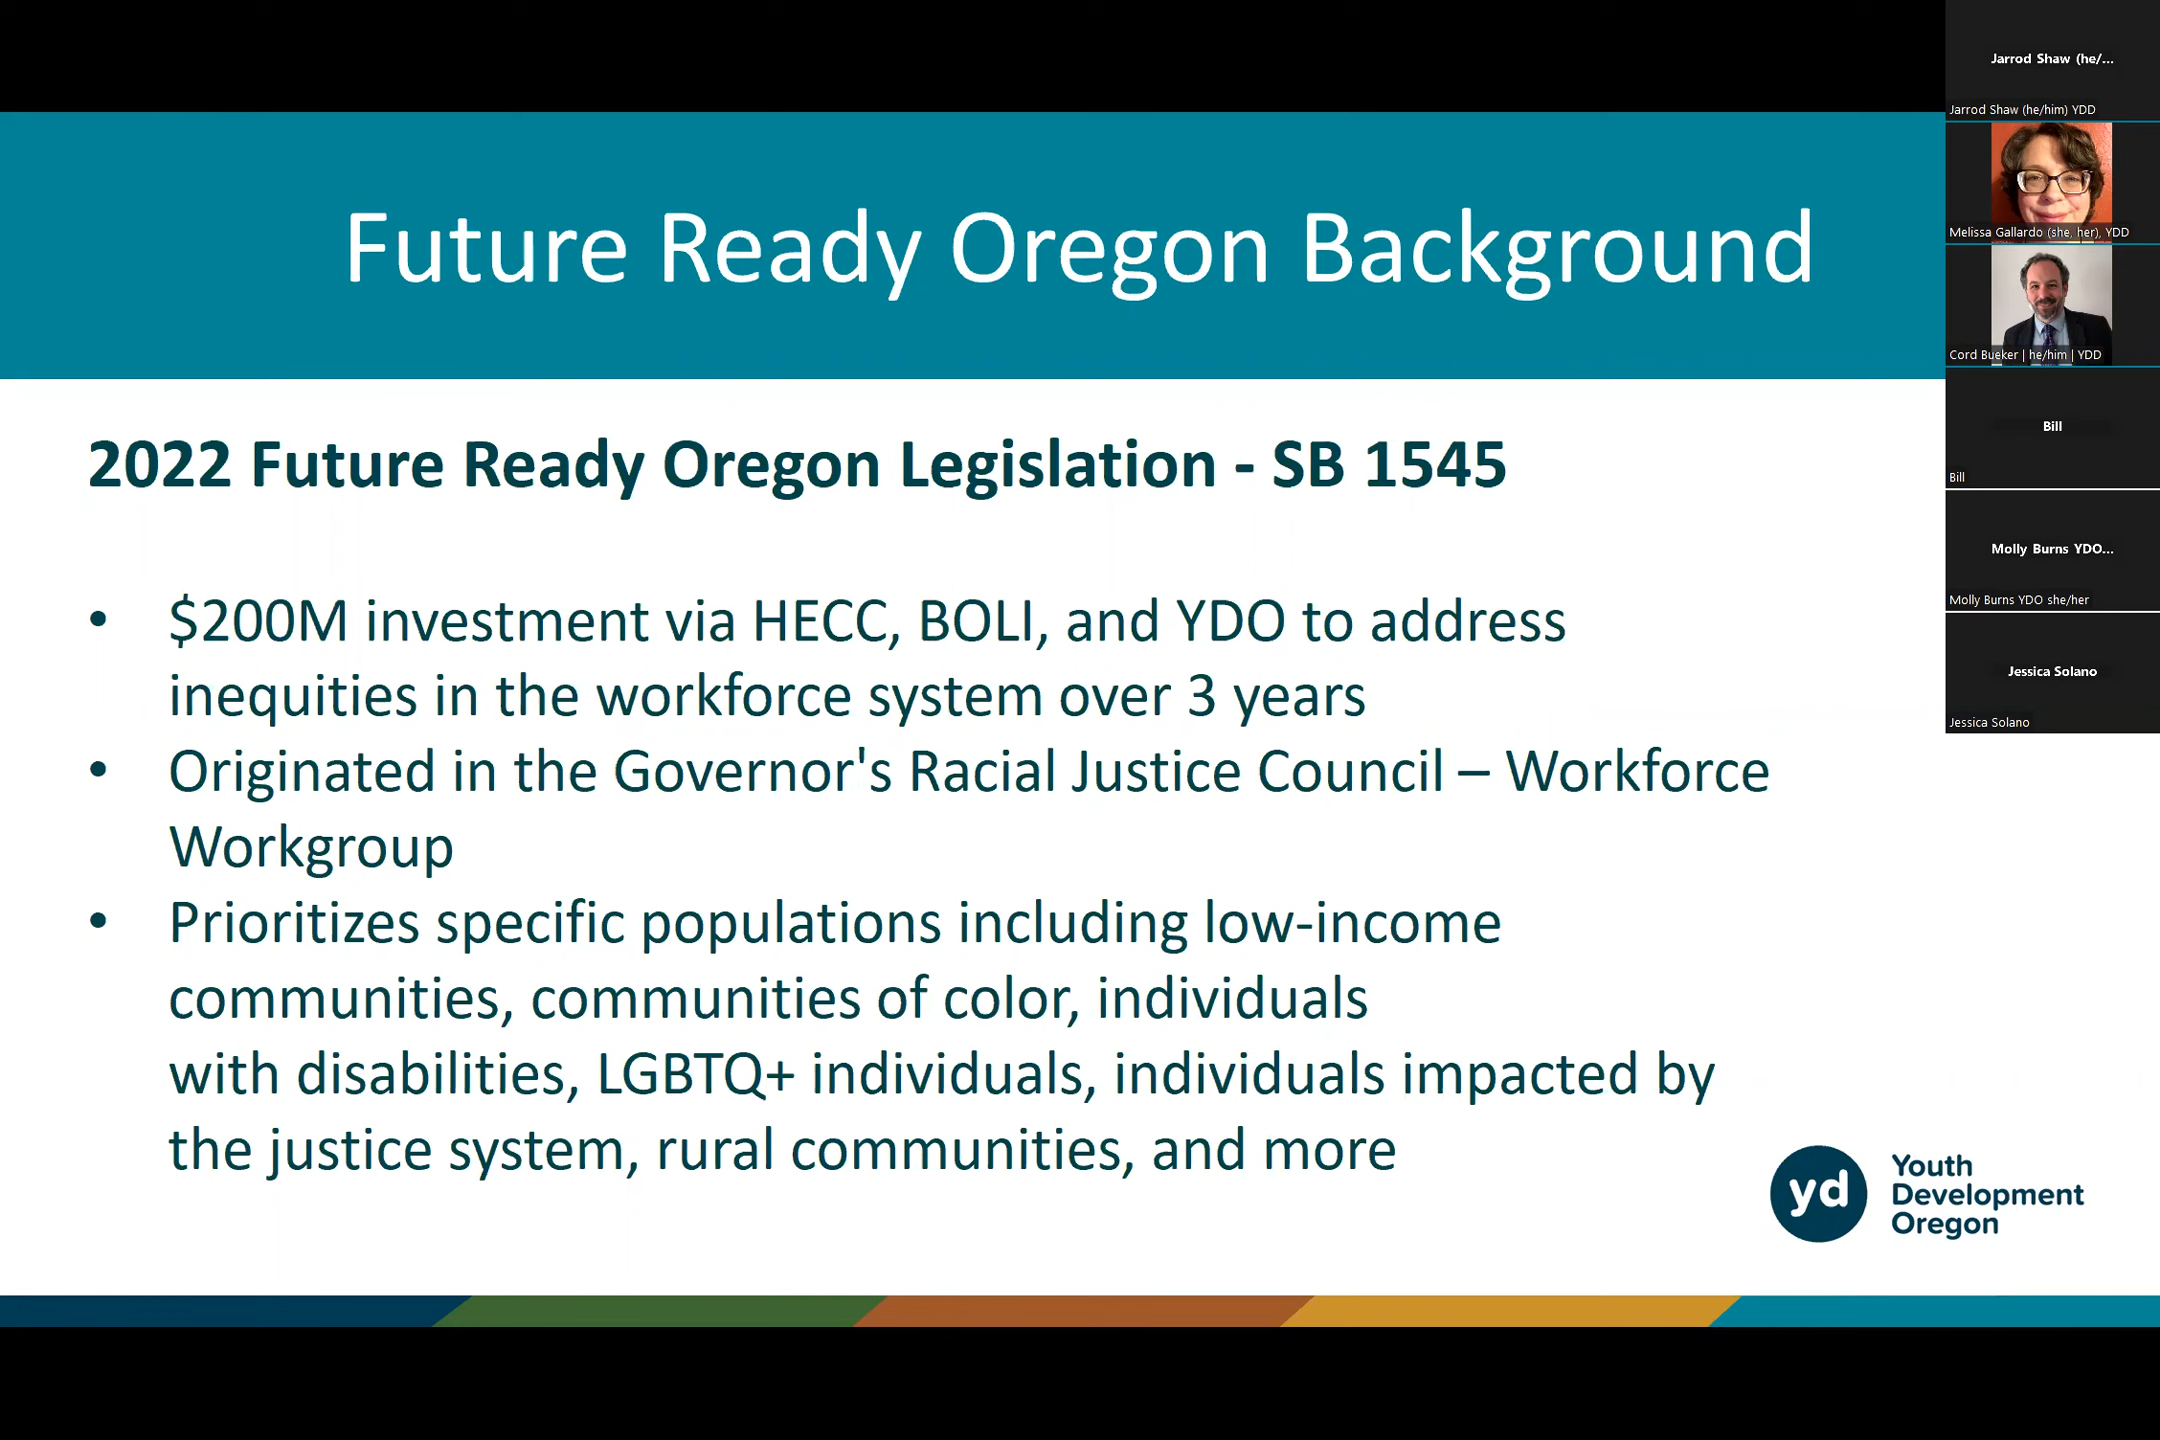 Future Ready Oregon Background
2022 Future Ready Oregon Legislation - SB 1545
• $200M investment via HECC, BOLI, and YDO to address
inequities in the workforce system over 3 years
• Originated in the Governor's Racial Justice Council – Workforce
Workgroup
• Prioritizes specific populations including low-income
communities, communities of color, individuals
with disabilities, LGBTQ+ individuals, individuals impacted by
the justice system, rural communities, and more
yd
Youth
Development
Oregon
Jarrod Shaw (he/...
Jarrod Shaw (he/him) YDD
Melissa Gallardo (she, her), YDD
Cord Bueker | he/him | YDD
Bill
Bill
Molly Burns YDO...
Molly Burns YDO she/her
Jessica Solano
Jessica Solano